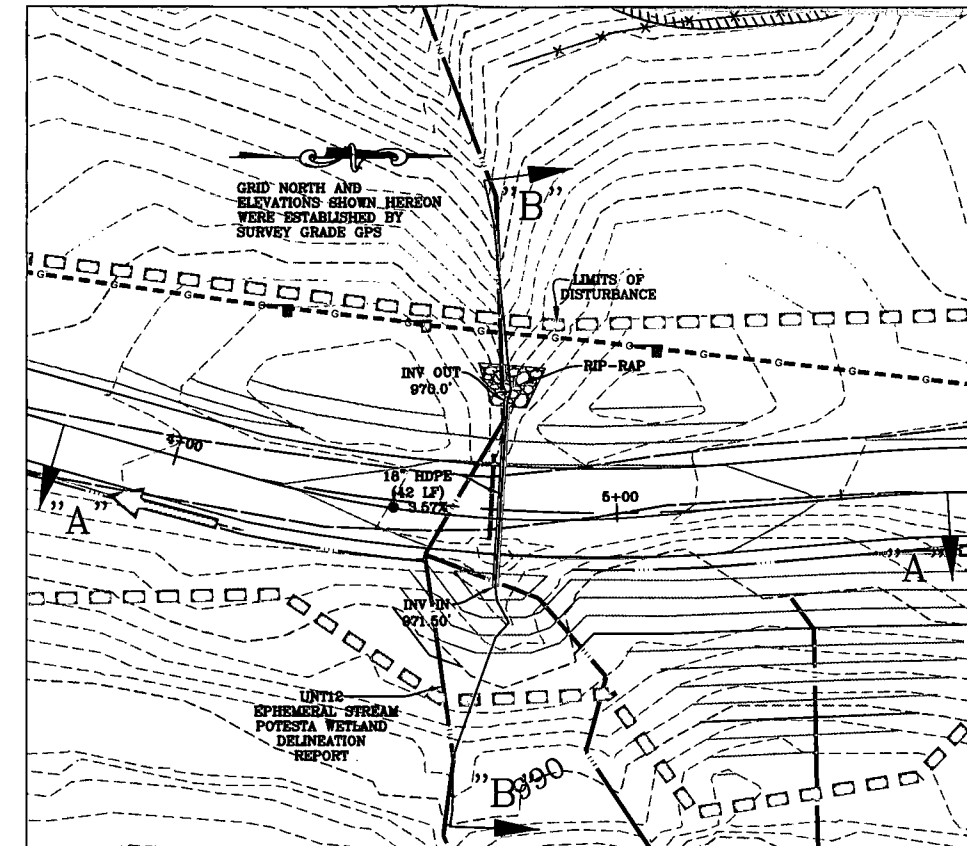 GRID NORTH AND
ELEVATIONS SHOWN HEREON
WERE ESTABLISHED BY
SURVEY GRADE GPS
"B"
LIMITS OF
DISTURBANCE
G G G G G G G G G
INV OUT
970.0'
RIP-RAP
4+00
18" HDPE
(42 LF)
@ 3.57%
5+00
"A"
"A"
INV IN
971.50'
UNT12
EPHEMERAL STREAM
POTESTA WETLAND
DELINEATION
REPORT
"B"
990